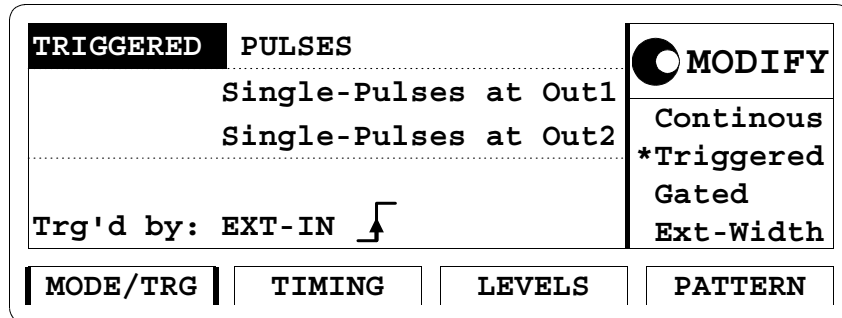 TRIGGERED PULSES
Single-Pulses at Out1
Single-Pulses at Out2
Trg'd by: EXT-IN
MODIFY
Continous
*Triggered
Gated
Ext-Width
MODE/TRG TIMING LEVELS PATTERN